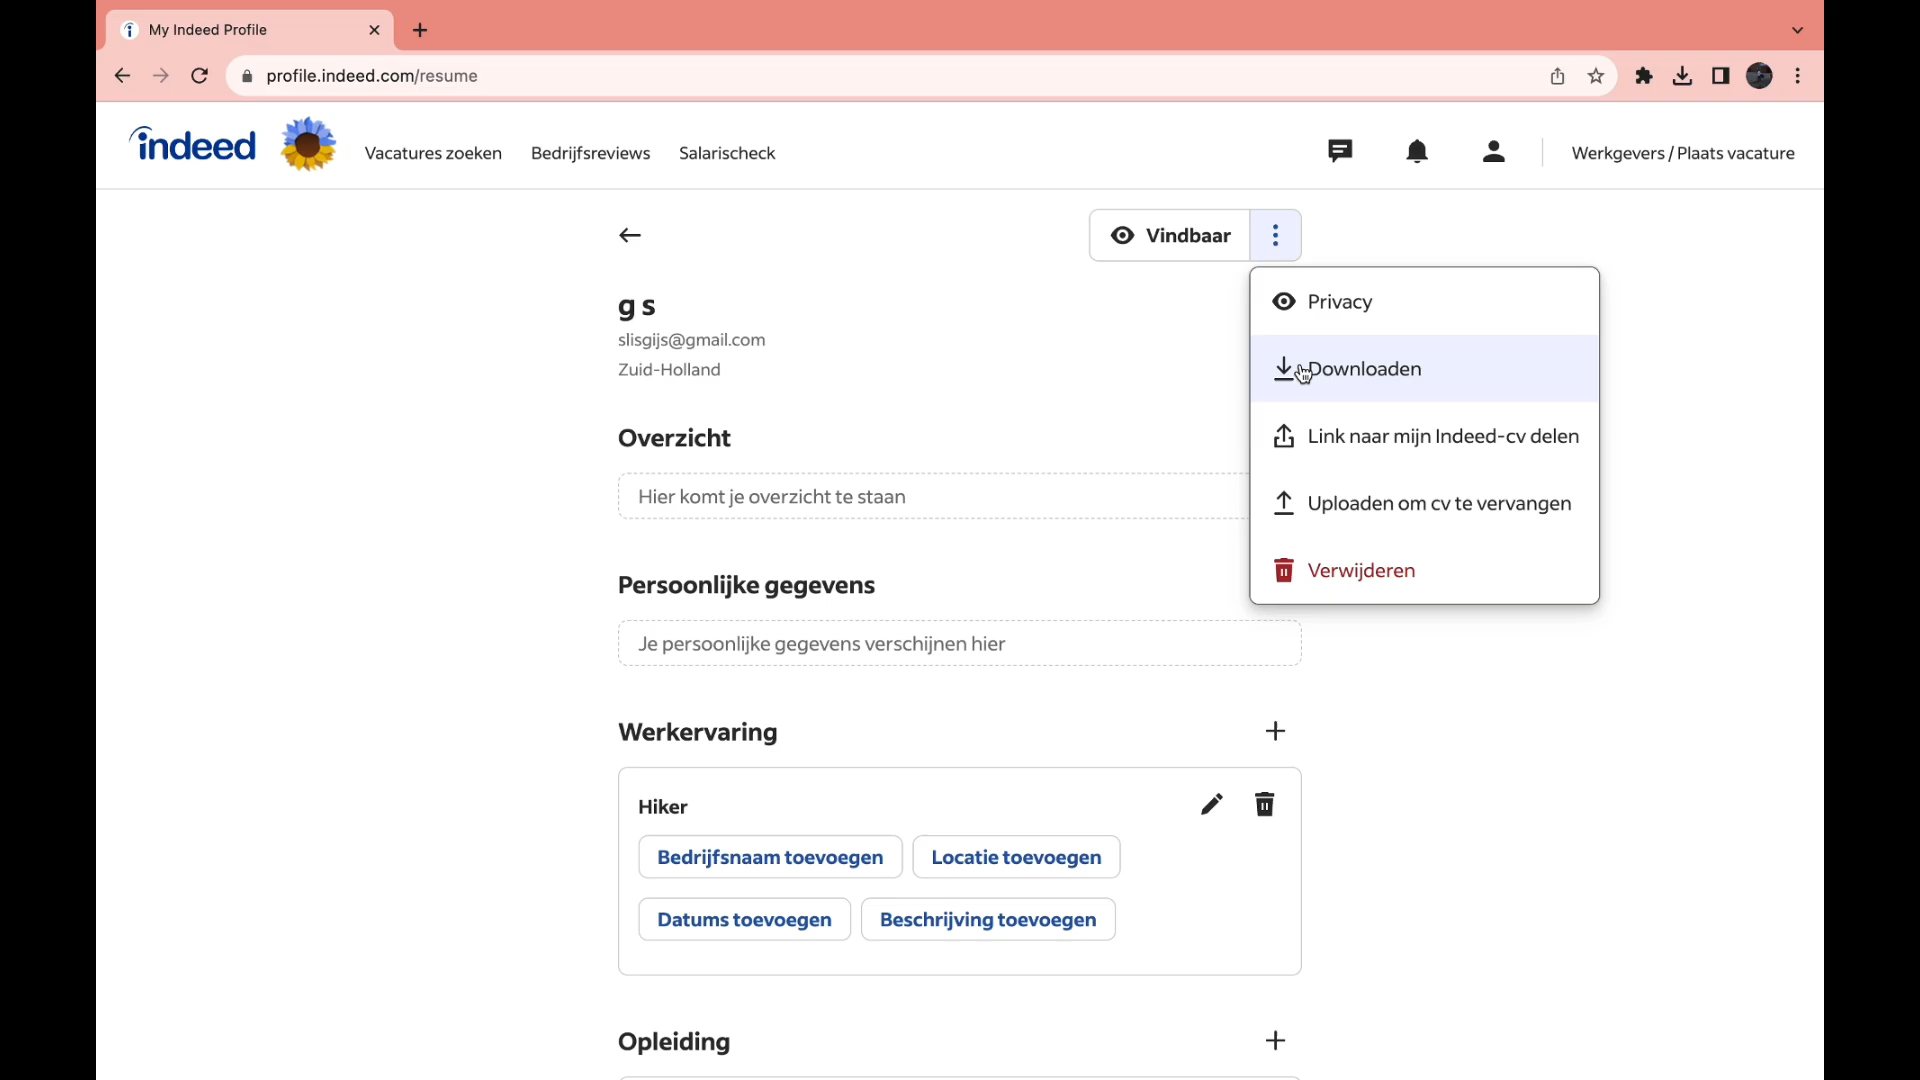 My Indeed Profile
profile.indeed.com/resume
indeed
Vacatures zoeken
Bedrijfsreviews
Salarischeck
Werkgevers / Plaats vacature
Vindbaar
g s
slisgijs@gmail.com
Zuid-Holland
Privacy
Downloaden
Link naar mijn Indeed-cv delen
Uploaden om cv te vervangen
Verwijderen
Overzicht
Hier komt je overzicht te staan
Persoonlijke gegevens
Je persoonlijke gegevens verschijnen hier
Werkervaring
Hiker
Bedrijfsnaam toevoegen
Locatie toevoegen
Datums toevoegen
Beschrijving toevoegen
Opleiding